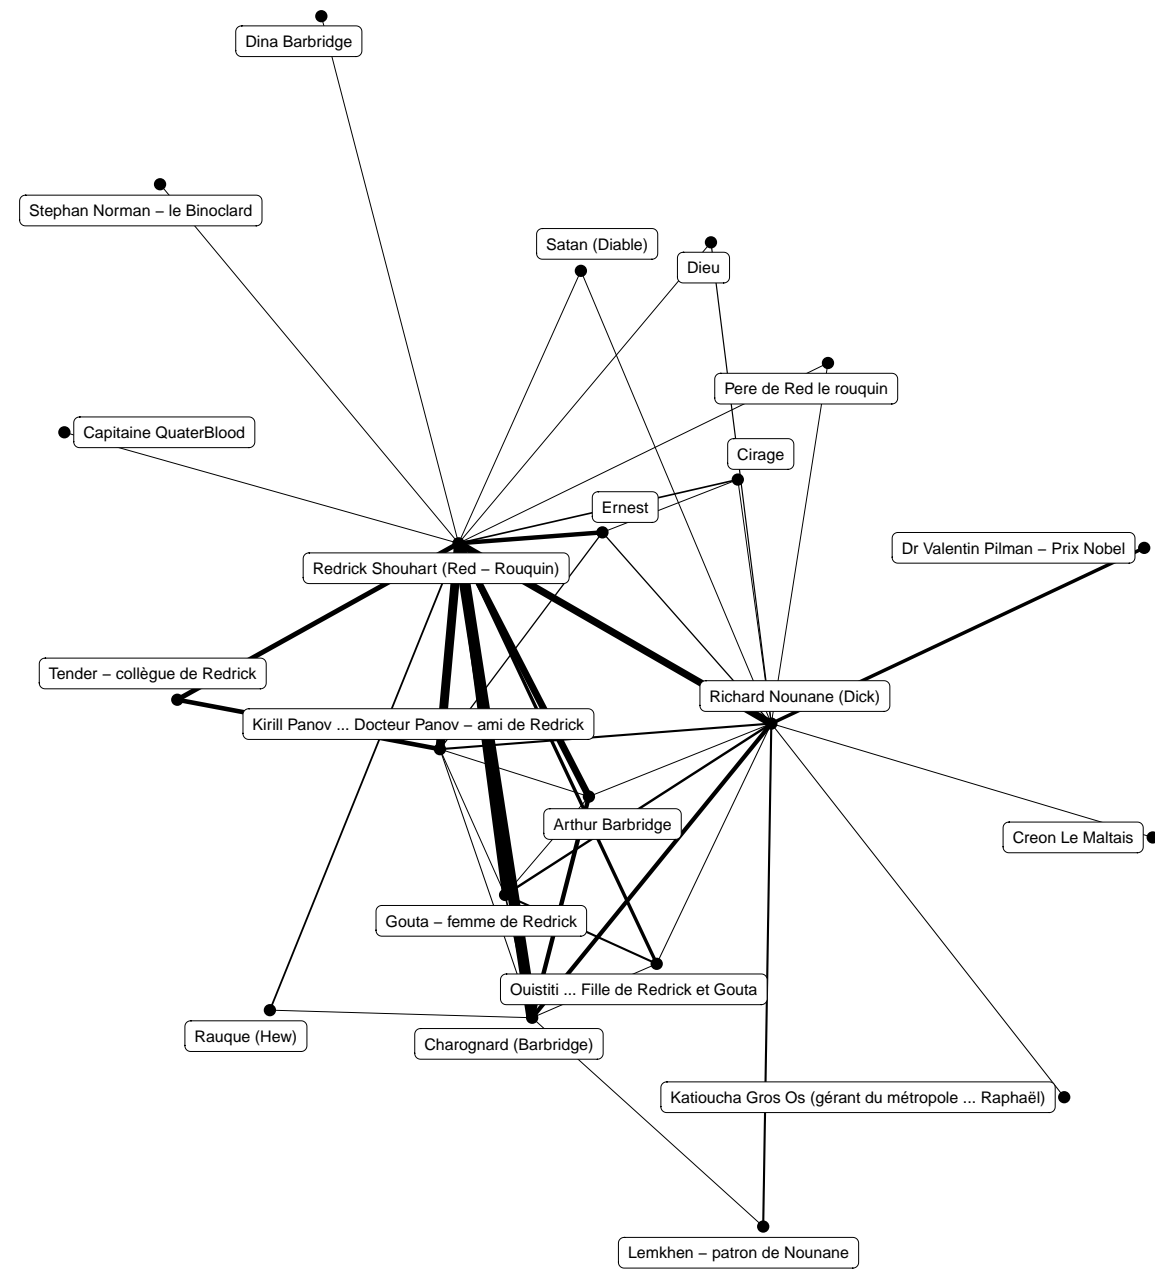 Dina Barbridge
Stephan Norman – le Binoclard
Satan (Diable)
Dieu
Pere de Red le rouquin
Capitaine QuaterBlood
Cirage
Ernest
Dr Valentin Pilman – Prix Nobel
Redrick Shouhart (Red – Rouquin)
Tender – collègue de Redrick
Richard Nounane (Dick)
Kirill Panov ... Docteur Panov – ami de Redrick
Arthur Barbridge
Creon Le Maltais
Gouta – femme de Redrick
Ouistiti ... Fille de Redrick et Gouta
Rauque (Hew)
Charognard (Barbridge)
Katioucha Gros Os (gérant du métropole ... Raphaël)
Lemkhen – patron de Nounane